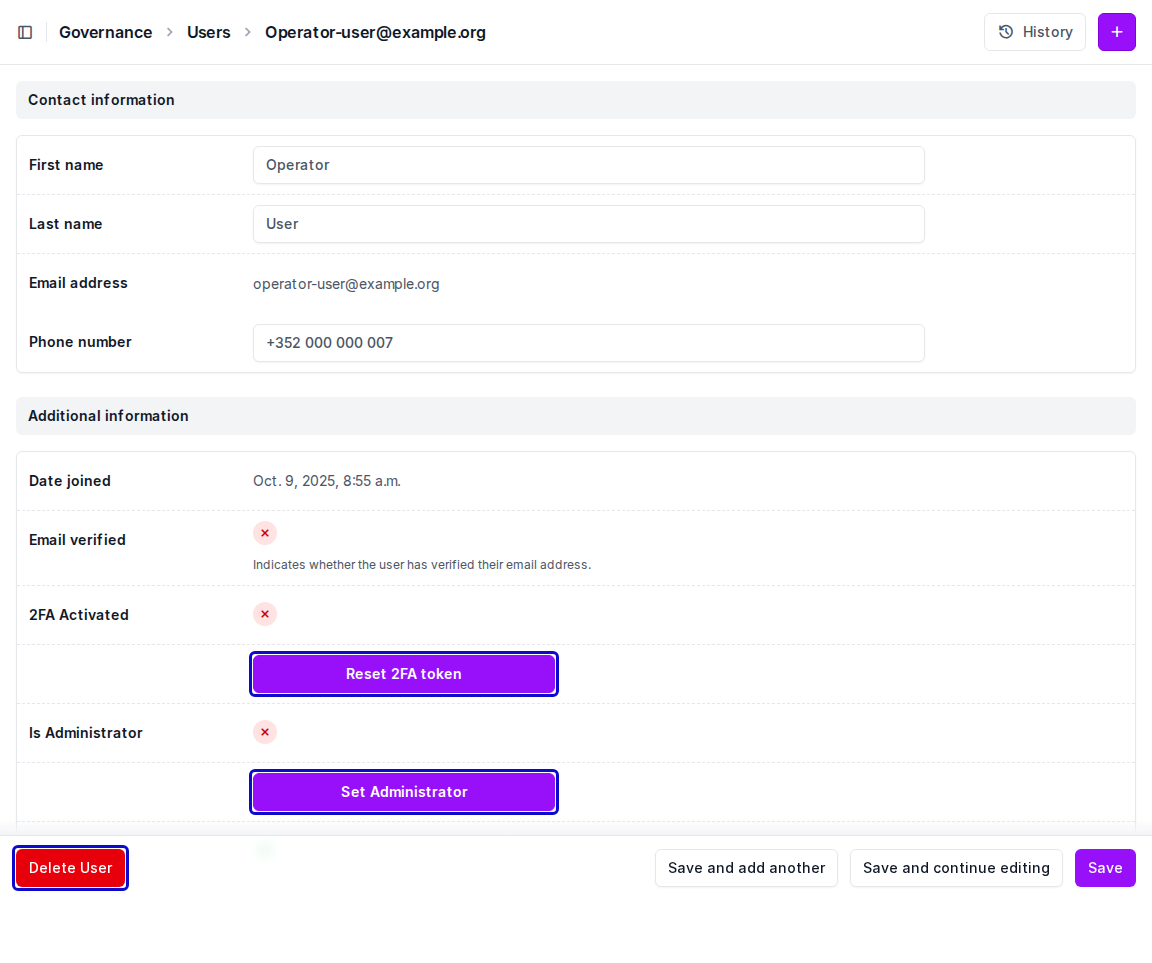 Governance > Users > Operator-user@example.org
History
+
Contact information
First name
Operator
Last name
User
Email address
operator-user@example.org
Phone number
+352 000 000 007
Additional information
Date joined
Oct. 9, 2025, 8:55 a.m.
Email verified
Indicates whether the user has verified their email address.
2FA Activated
Reset 2FA token
Is Administrator
Set Administrator
Delete User
Save and add another
Save and continue editing
Save